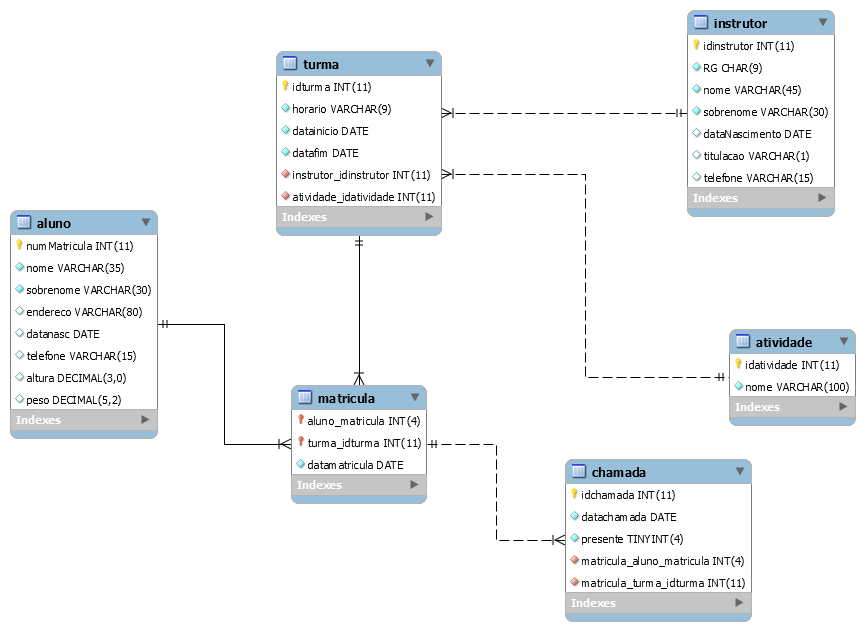 instrutor
idinstrutor INT(11)
RG CHAR(9)
nome VARCHAR(45)
sobrenome VARCHAR(30)
dataNascimento DATE
titulacao VARCHAR(1)
telefone VARCHAR(15)
Indexes
turma
idturma INT(11)
horario VARCHAR(9)
datainicio DATE
datafim DATE
instrutor_idinstrutor INT(11)
atividade_idatividade INT(11)
Indexes
aluno
numMatricula INT(11)
nome VARCHAR(35)
sobrenome VARCHAR(30)
endereco VARCHAR(80)
datanasc DATE
telefone VARCHAR(15)
altura DECIMAL(3,0)
peso DECIMAL(5,2)
Indexes
atividade
idatividade INT(11)
nome VARCHAR(100)
Indexes
matricula
aluno_matricula INT(4)
turma_idturma INT(11)
datamatricula DATE
Indexes
chamada
idchamada INT(11)
datachamada DATE
presente TINYINT(4)
matricula_aluno_matricula INT(4)
matricula_turma_idturma INT(11)
Indexes